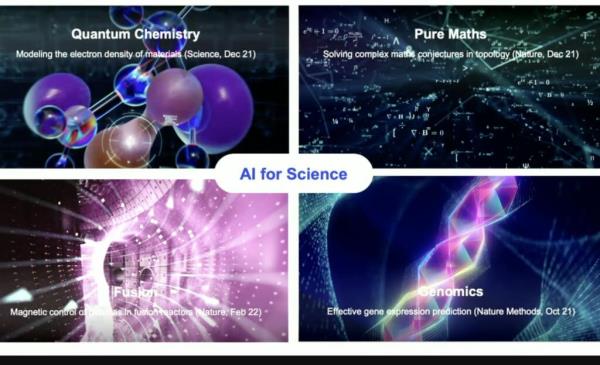 Quantum Chemistry
Modeling the electron density of materials (Science, Dec 21)
Pure Maths
Solving complex maths conjectures in topology (Nature, Dec 21)
AI for Science
Fusion
Magnetic control of plasmas in fusion reactors (Nature, Feb 22)
Genomics
Effective gene expression prediction (Nature Methods, Oct 21)